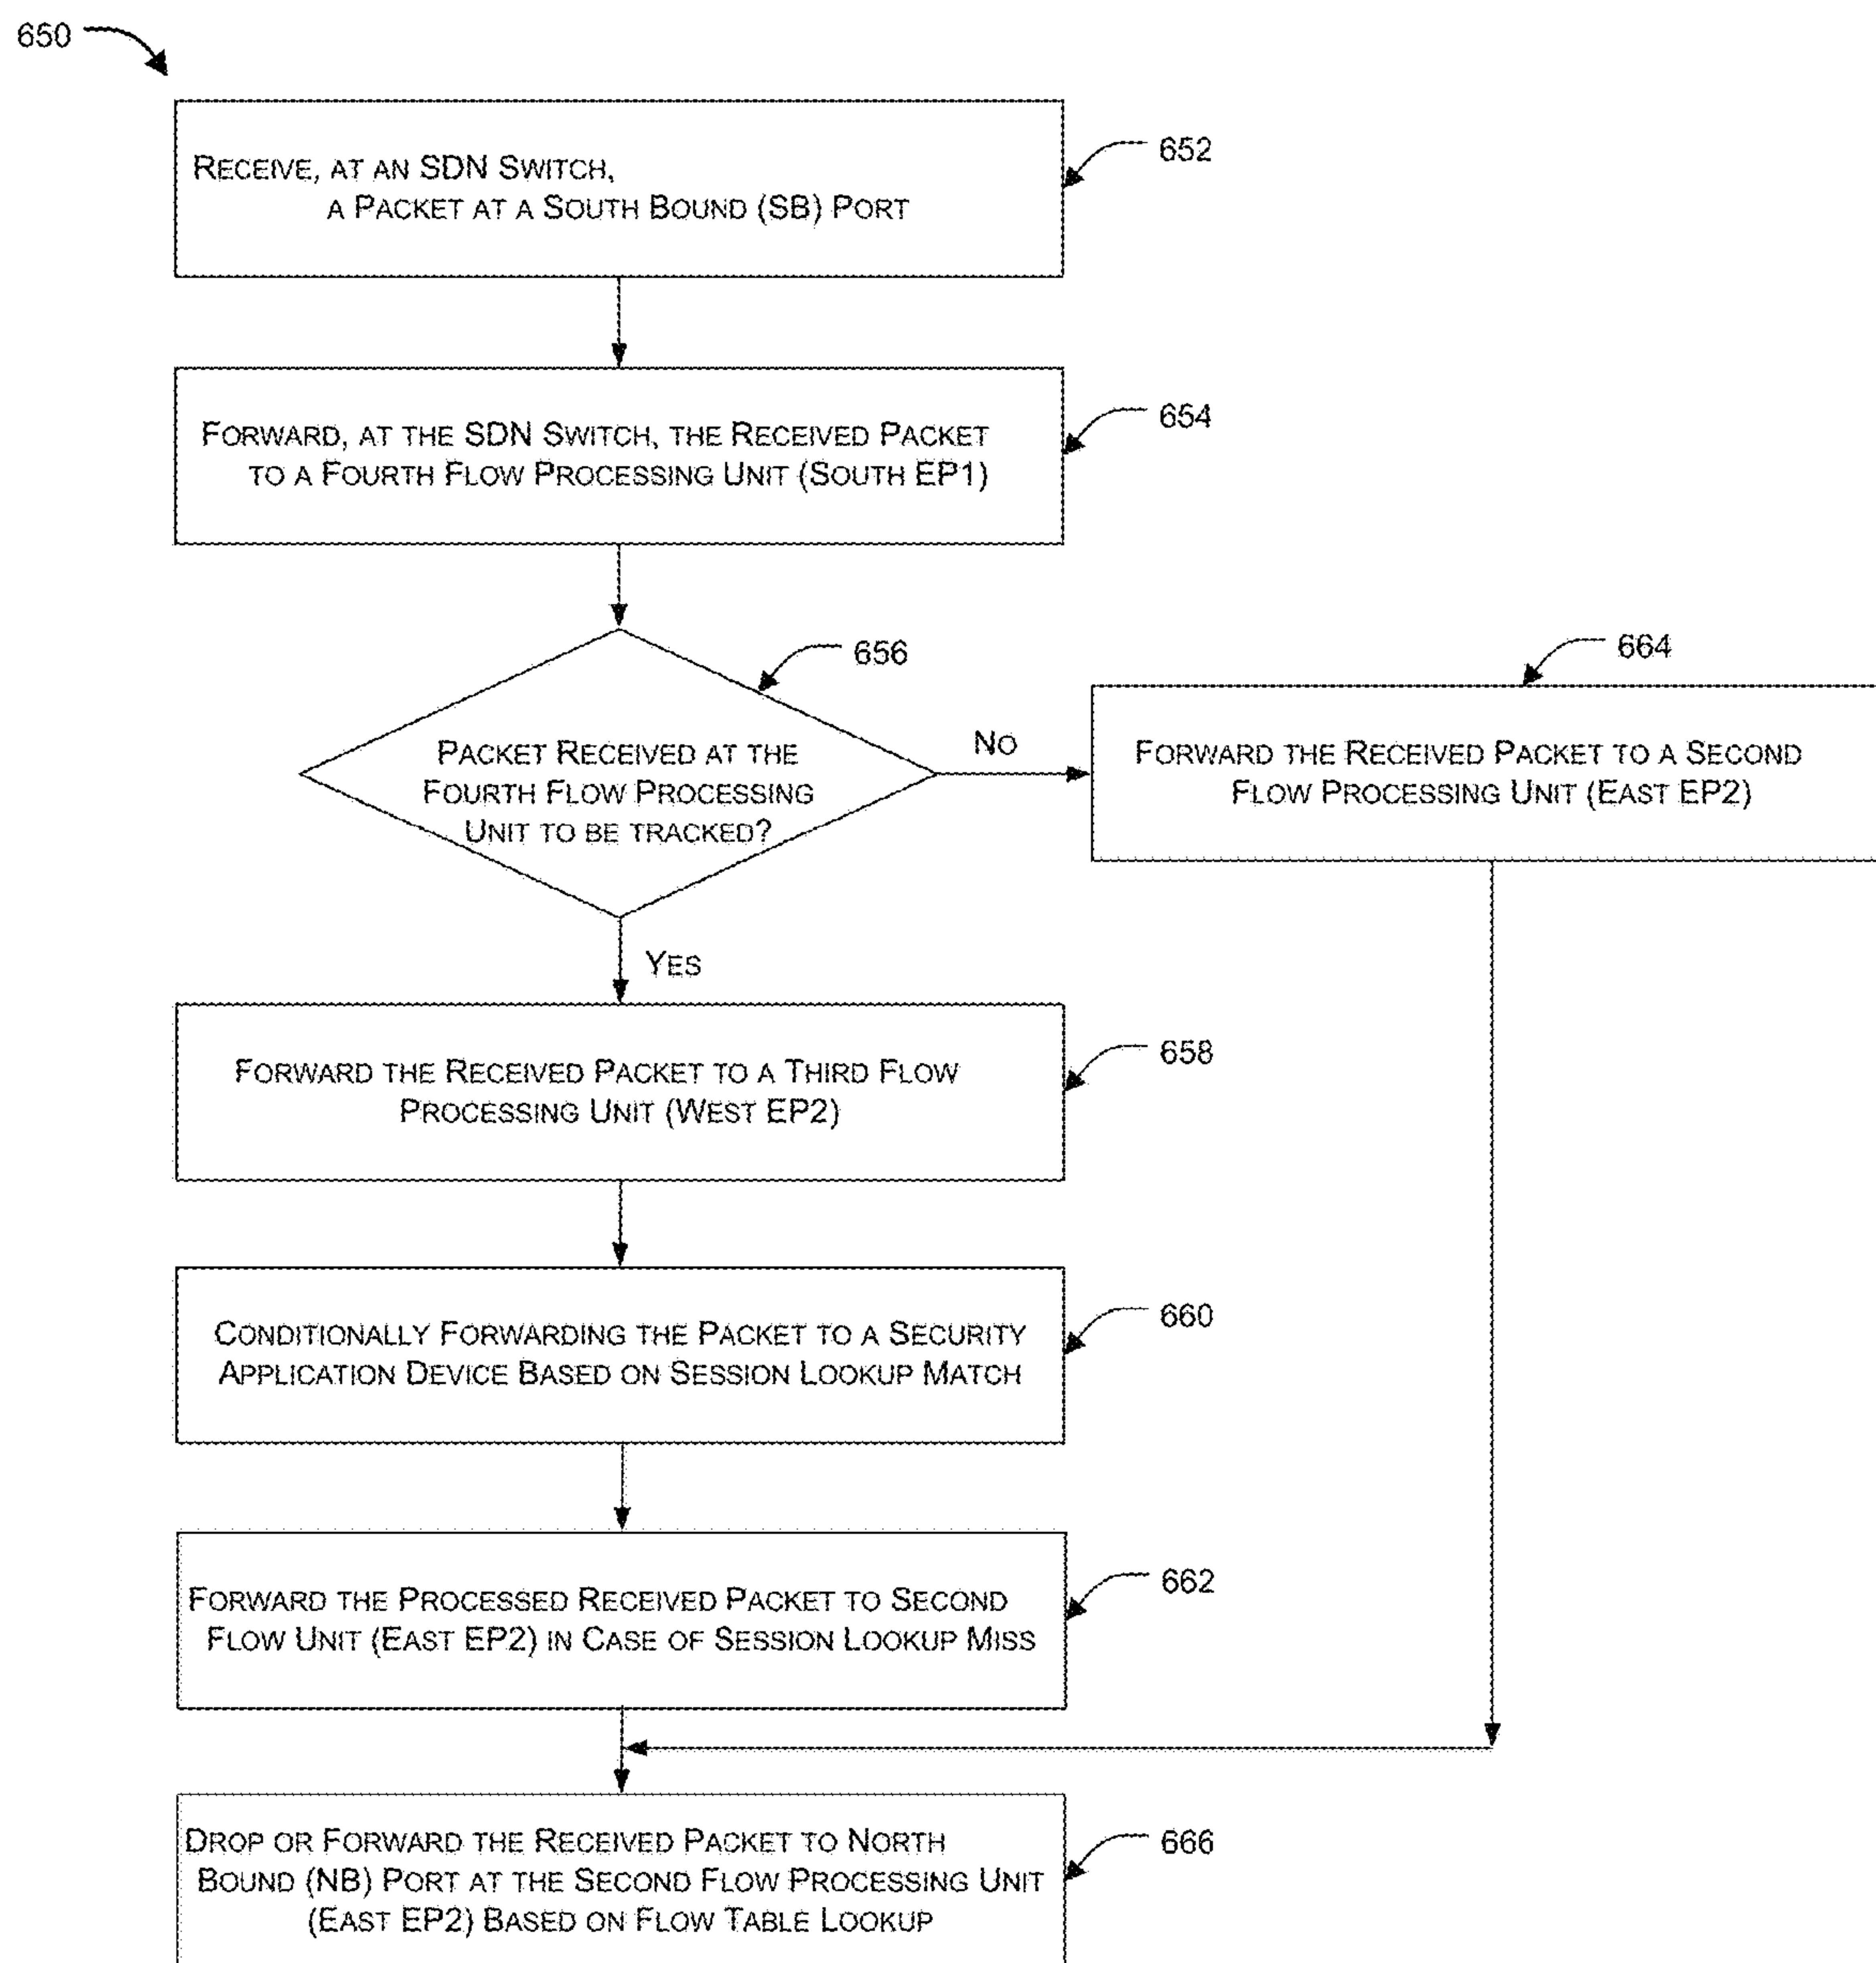 650
RECEIVE, AT AN SDN SWITCH,
A PACKET AT A SOUTH BOUND (SB) PORT
652
FORWARD, AT THE SDN SWITCH, THE RECEIVED PACKET
TO A FOURTH FLOW PROCESSING UNIT (SOUTH EP1)
654
PACKET RECEIVED AT THE
FOURTH FLOW PROCESSING
UNIT TO BE TRACKED?
656
NO
FORWARD THE RECEIVED PACKET TO A SECOND
FLOW PROCESSING UNIT (EAST EP2)
664
YES
FORWARD THE RECEIVED PACKET TO A THIRD FLOW
PROCESSING UNIT (WEST EP2)
658
CONDITIONALLY FORWARDING THE PACKET TO A SECURITY
APPLICATION DEVICE BASED ON SESSION LOOKUP MATCH
660
FORWARD THE PROCESSED RECEIVED PACKET TO SECOND
FLOW UNIT (EAST EP2) IN CASE OF SESSION LOOKUP MISS
662
DROP OR FORWARD THE RECEIVED PACKET TO NORTH
BOUND (NB) PORT AT THE SECOND FLOW PROCESSING UNIT
(EAST EP2) BASED ON FLOW TABLE LOOKUP
666